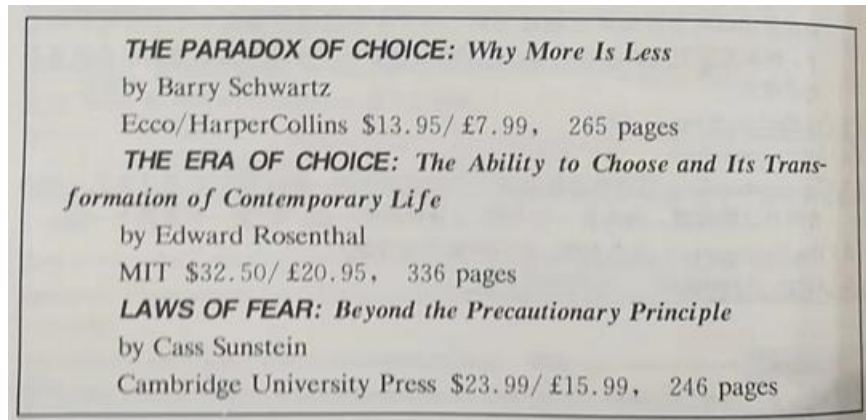 THE PARADOX OF CHOICE: Why More Is Less
by Barry Schwartz
Ecco/HarperCollins $13.95/£7.99, 265 pages
THE ERA OF CHOICE: The Ability to Choose and Its Trans-
formation of Contemporary Life
by Edward Rosenthal
MIT $32.50/£20.95, 336 pages
LAWS OF FEAR: Beyond the Precautionary Principle
by Cass Sunstein
Cambridge University Press $23.99/£15.99, 246 pages